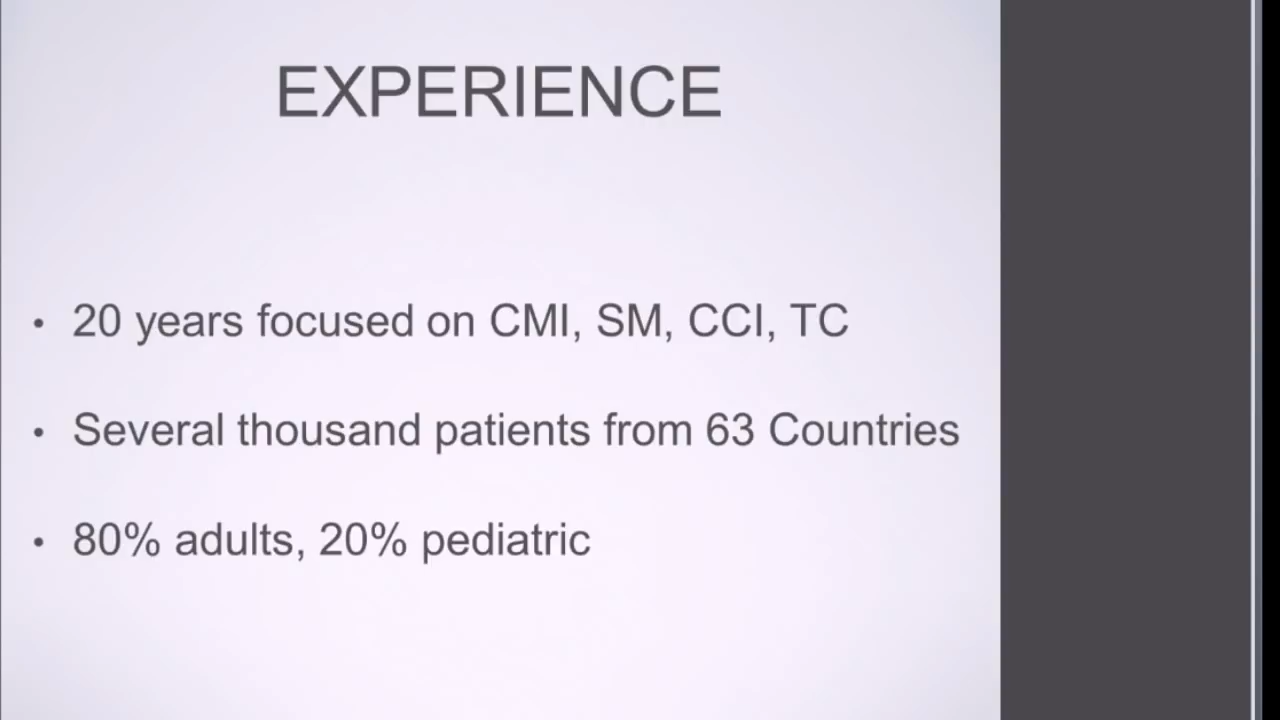 EXPERIENCE
• 20 years focused on CMI, SM, CCI, TC
• Several thousand patients from 63 Countries
• 80% adults, 20% pediatric